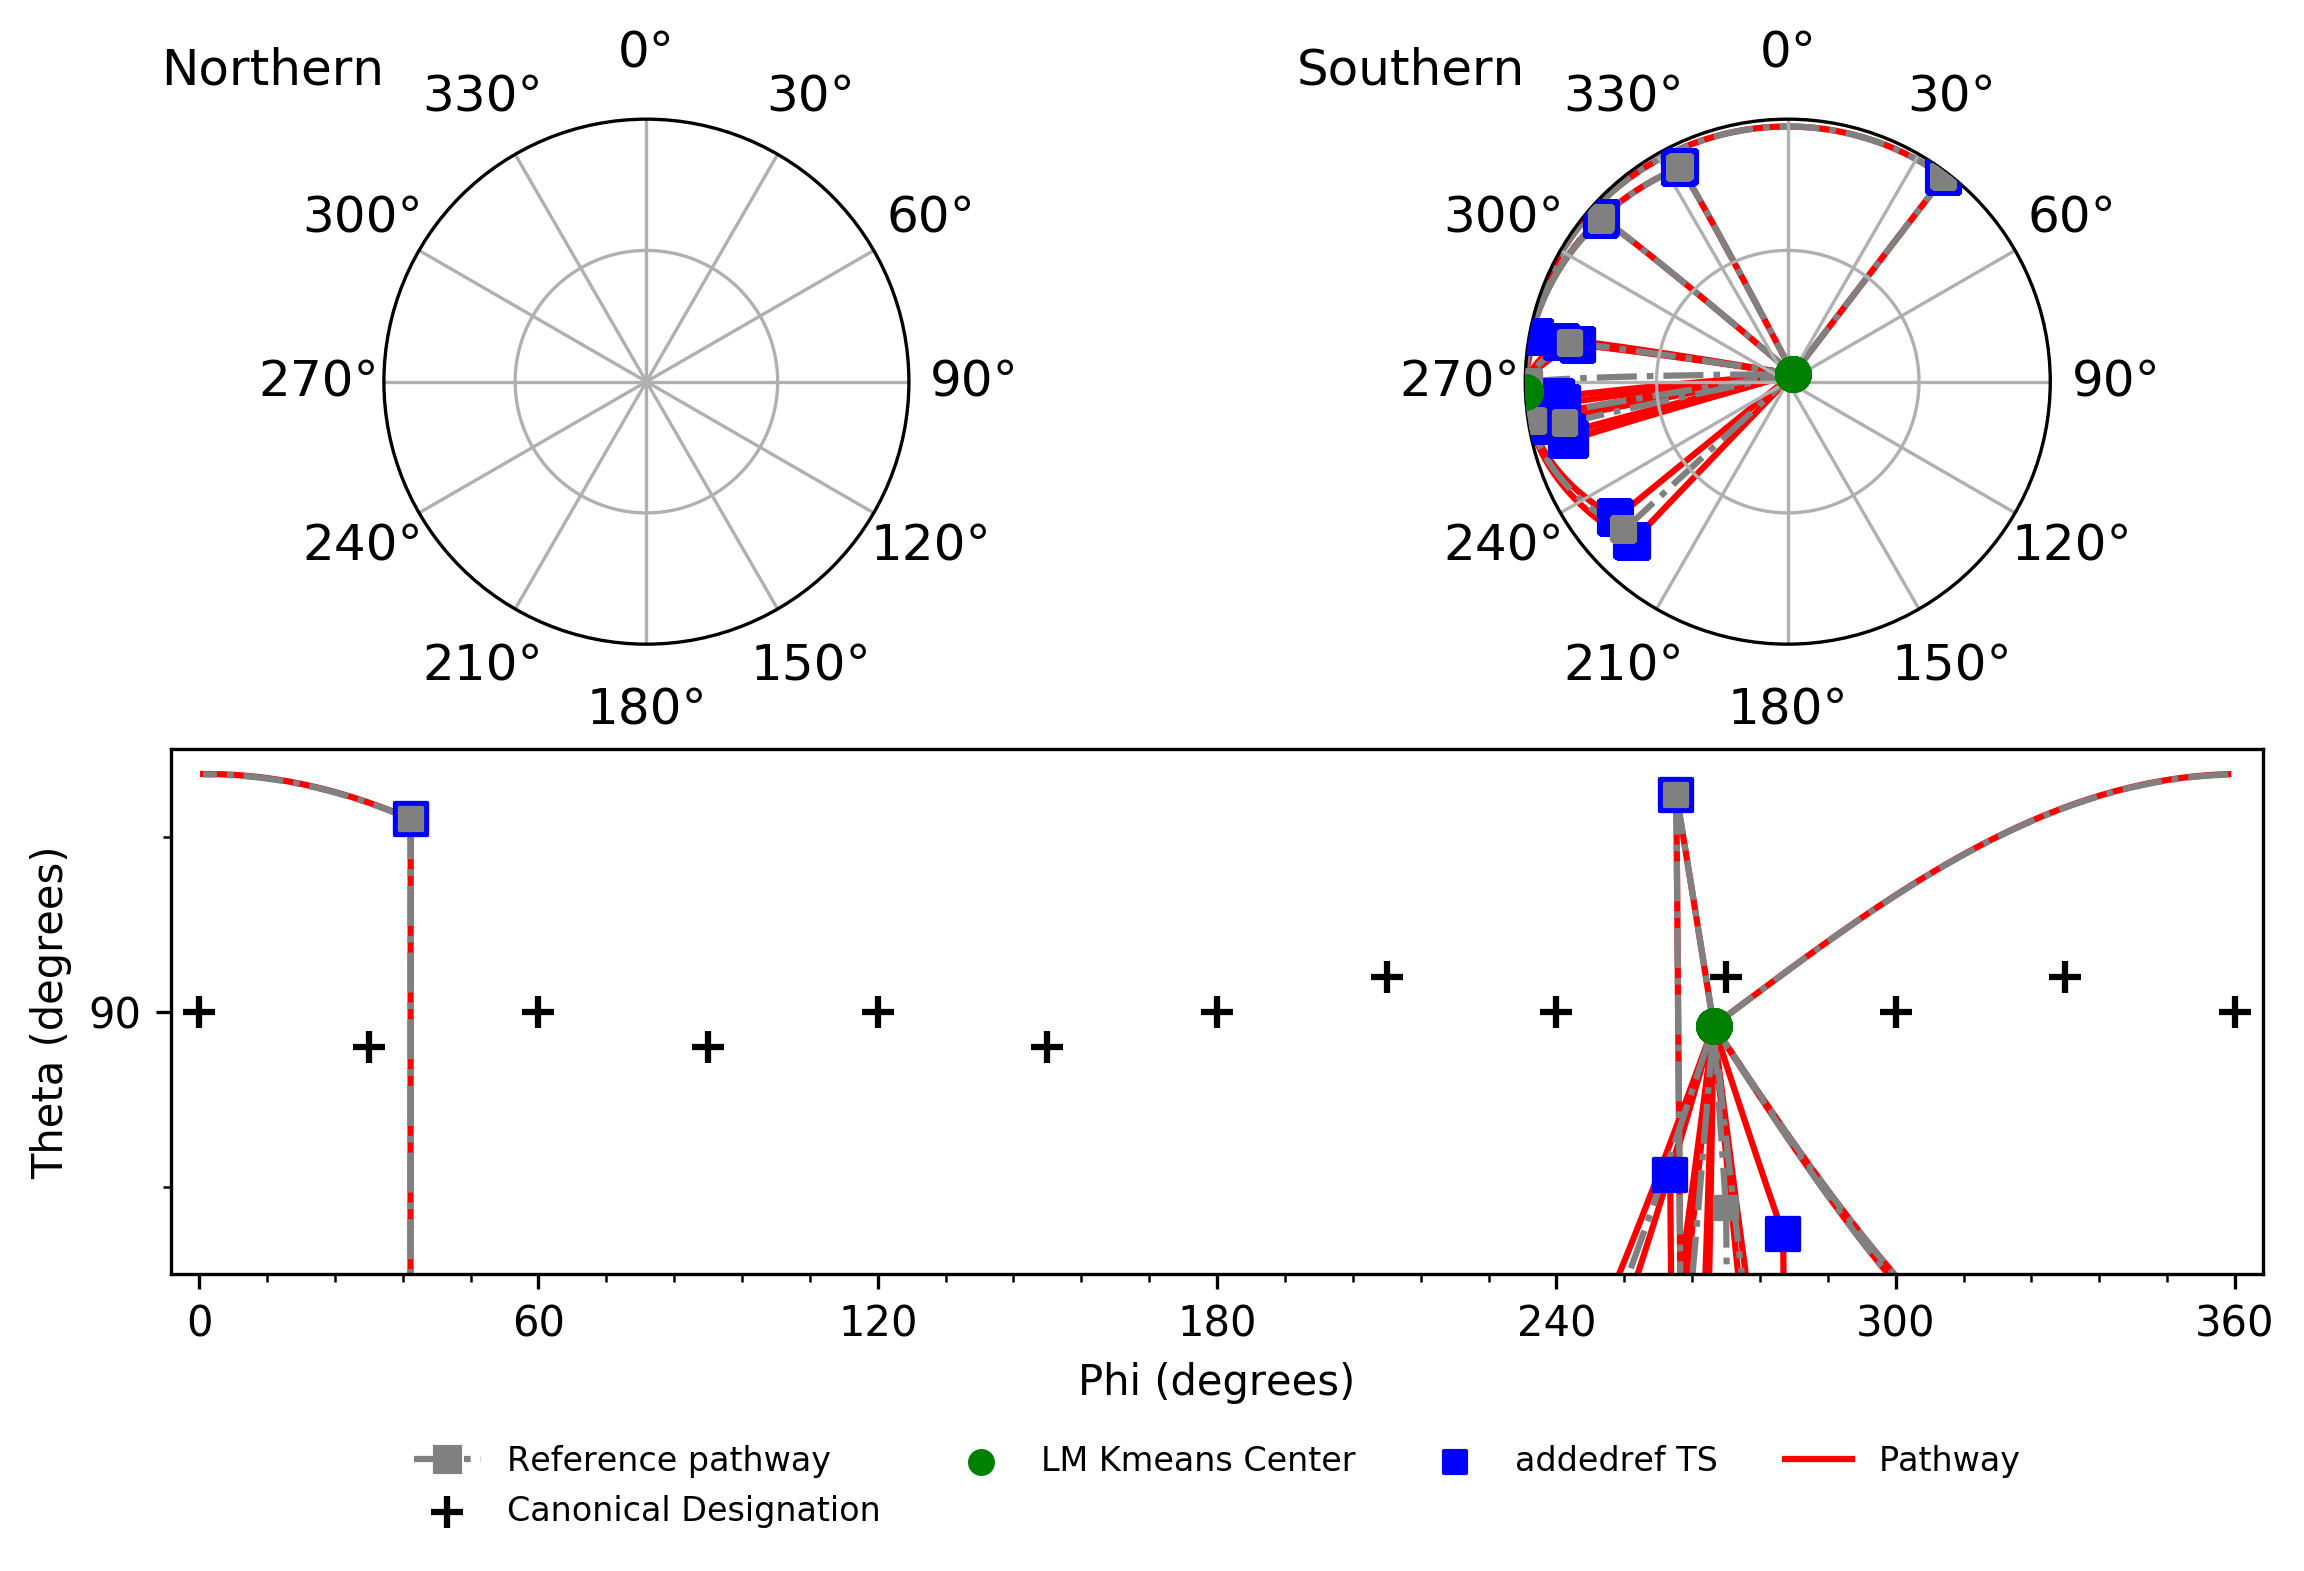 Northern
0°
330°
30°
300°
60°
270°
90°
240°
120°
210°
150°
180°
Southern
0°
330°
30°
300°
60°
270°
90°
240°
120°
210°
150°
180°
Theta (degrees)
90
0 60 120 180 240 300 360
Phi (degrees)
Reference pathway
LM Kmeans Center
addedref TS
Pathway
Canonical Designation